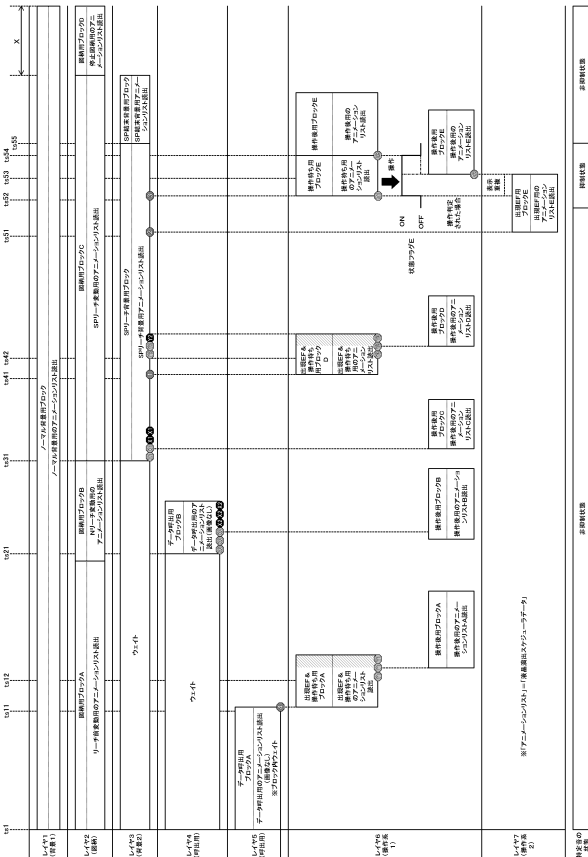 ts1
ts11
ts12
ts21
ts31
ts41
ts42
ts51
ts52
ts53
ts54
ts55
X
レイヤ1
(背景1)
ノーマル背景用ブロック
ノーマル背景用のアニメーションリスト読出
レイヤ2
(図柄)
図柄用ブロックA
リーチ前変動用のアニメーションリスト読出
図柄用ブロックB
Nリーチ変動用の
アニメーションリスト読出
図柄用ブロックC
SPリーチ変動用のアニメーションリスト読出
図柄用ブロックD
停止図柄用のアニ
メーションリスト読出
レイヤ3
(背景2)
ウェイト
SPリーチ背景用ブロック
SPリーチ背景用アニメーションリスト読出
SP結末背景用ブロック
SP結末背景用アニメー
ションリスト読出
レイヤ4
(呼出用)
ウェイト
データ呼出用
ブロックB
データ呼出用のア
ニメーションリスト
読出(画像なし)
レイヤ5
(呼出用)
データ呼出用
ブロックA
データ呼出用のアニメーションリスト読出
(画像なし)
※ブロック内ウェイト
レイヤ6
(操作系
1)
出現EF&
操作待ち用
ブロックA
出現EF&
操作待ち用
のアニメー
ションリスト
読出
操作後用ブロックA
操作後用のアニメー
ションリストA読出
操作後用ブロックB
操作後用のアニメーショ
ンリストB読出
操作後用
ブロックC
操作後用のアニ
メーション
リストC読出
出現EF&
操作待ち
用ブロック
D
出現EF&
操作待ち
用のアニ
メーション
リスト読出
操作後用
ブロックD
操作後用のアニ
メーション
リストD読出
操作待ち用
ブロックE
操作待ち用
のアニメー
ションリスト
読出
操作後用ブロックE
操作後用の
アニメーション
リスト読出
操作
ON
OFF
状態フラグE
操作判定
された場合
操作後用
ブロックE
操作後用の
アニメーション
リストE読出
表示
重複
レイヤ7
(操作系
2)
出現EF用
ブロックE
出現EF用の
アニメーション
リストE読出
※「アニメーションリスト」=「液晶演出スケジューラデータ」
特定音の
状態
非抑制状態
抑制状態
非抑制状態